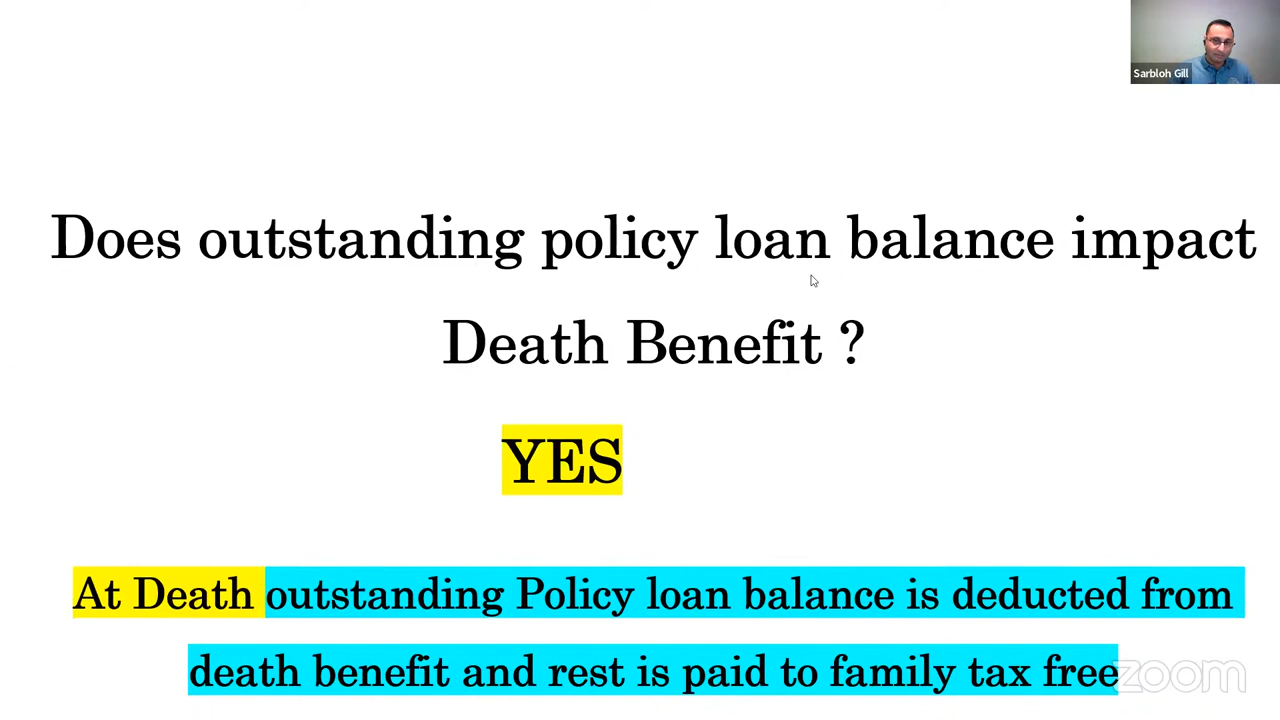 Sarbloh Gill
Does outstanding policy loan balance impact
Death Benefit ?
YES
At Death outstanding Policy loan balance is deducted from
death benefit and rest is paid to family tax free
zoom